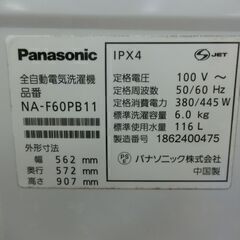 Panasonic
全自動電気洗濯機
品番
NA-F60PB11
外形寸法
幅 562 mm
奥行 572 mm
高さ 907 mm
IPX4
JET
定格電圧 100 V～
定格周波数 50/60 Hz
定格消費電力 380/445 W
標準洗濯容量 6.0 kg
標準使用水量 116 L
製造番号 1862400475
PS E パナソニック株式会社
中国製